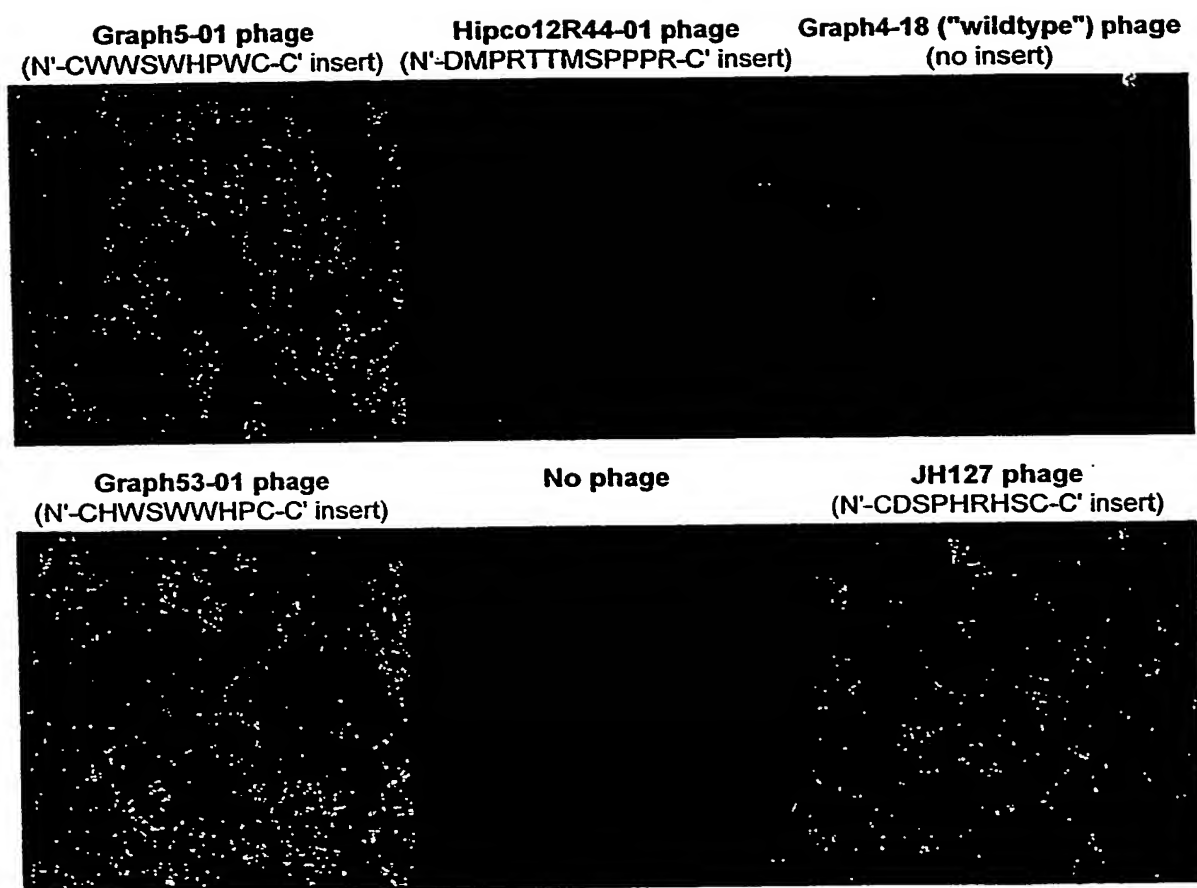 Graph5-01 phage
(N'-CWWSWHPWC-C' insert)
Hipco12R44-01 phage
(N'-DMPRTTMSPPPR-C' insert)
Graph4-18 ("wildtype") phage
(no insert)
Graph53-01 phage
(N'-CHWSWWHPC-C' insert)
No phage
JH127 phage
(N'-CDSPHRHSC-C' insert)